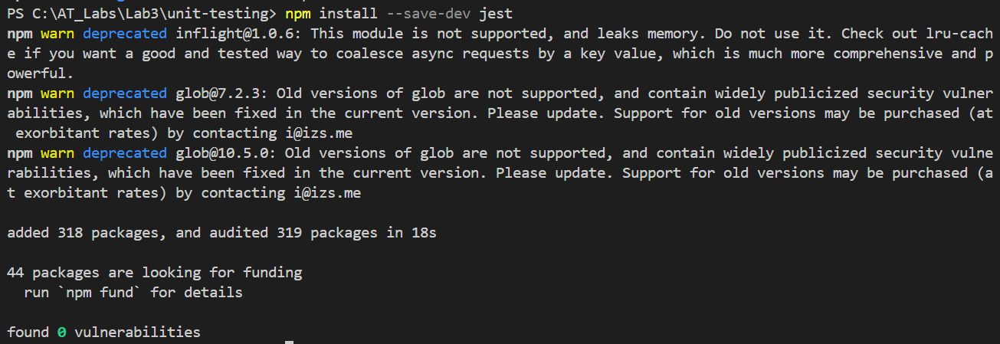 PS C:\AT_Labs\Lab3\unit-testing> npm install --save-dev jest
npm warn deprecated inflight@1.0.6: This module is not supported, and leaks memory. Do not use it. Check out lru-cach
e if you want a good and tested way to coalesce async requests by a key value, which is much more comprehensive and p
owerful.
npm warn deprecated glob@7.2.3: Old versions of glob are not supported, and contain widely publicized security vulner
abilities, which have been fixed in the current version. Please update. Support for old versions may be purchased (at
 exorbitant rates) by contacting i@izs.me
npm warn deprecated glob@10.5.0: Old versions of glob are not supported, and contain widely publicized security vulne
rabilities, which have been fixed in the current version. Please update. Support for old versions may be purchased (a
t exorbitant rates) by contacting i@izs.me

added 318 packages, and audited 319 packages in 18s

44 packages are looking for funding
  run `npm fund` for details

found 0 vulnerabilities